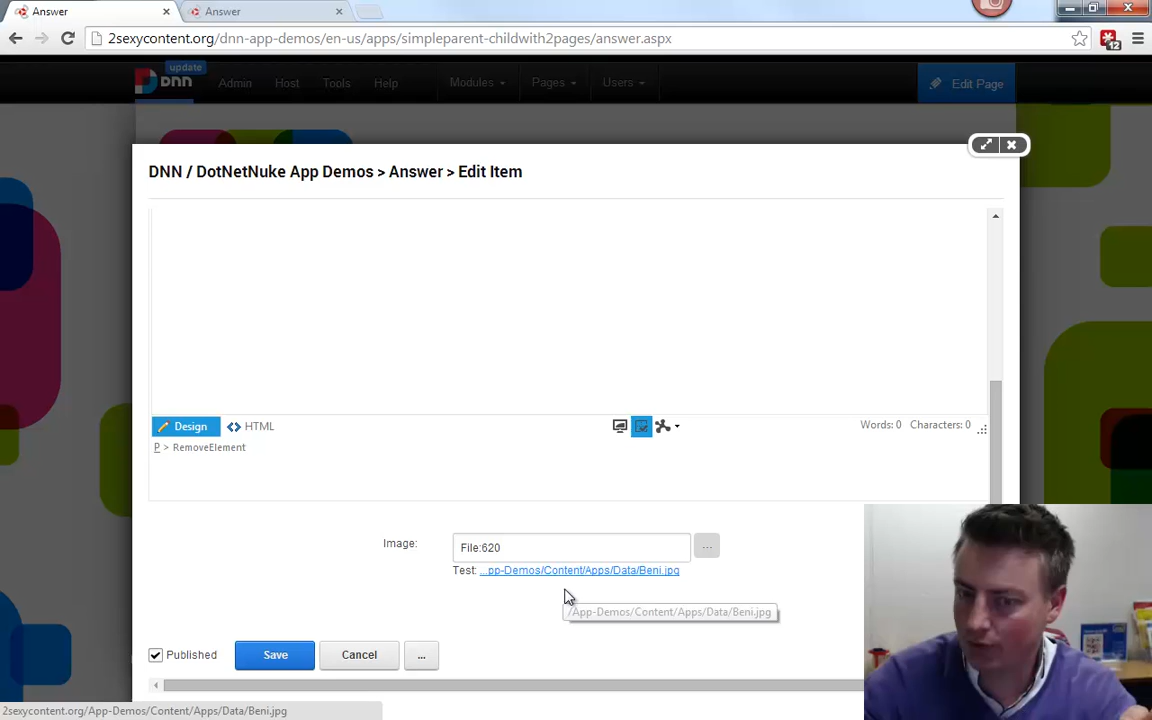 Answer
Answer
2sexycontent.org/dnn-app-demos/en-us/apps/simpleparent-childwith2pages/answer.aspx
12
update
DNN
Admin
Host
Tools
Help
Modules
Pages
Users
Edit Page
DNN / DotNetNuke App Demos > Answer > Edit Item
Design
HTML
Words: 0 Characters: 0
P > RemoveElement
Image:
File:620
...
Test: ...pp-Demos/Content/Apps/Data/Beni.jpg
/App-Demos/Content/Apps/Data/Beni.jpg
Published
Save
Cancel
...
2sexycontent.org/App-Demos/Content/Apps/Data/Beni.jpg